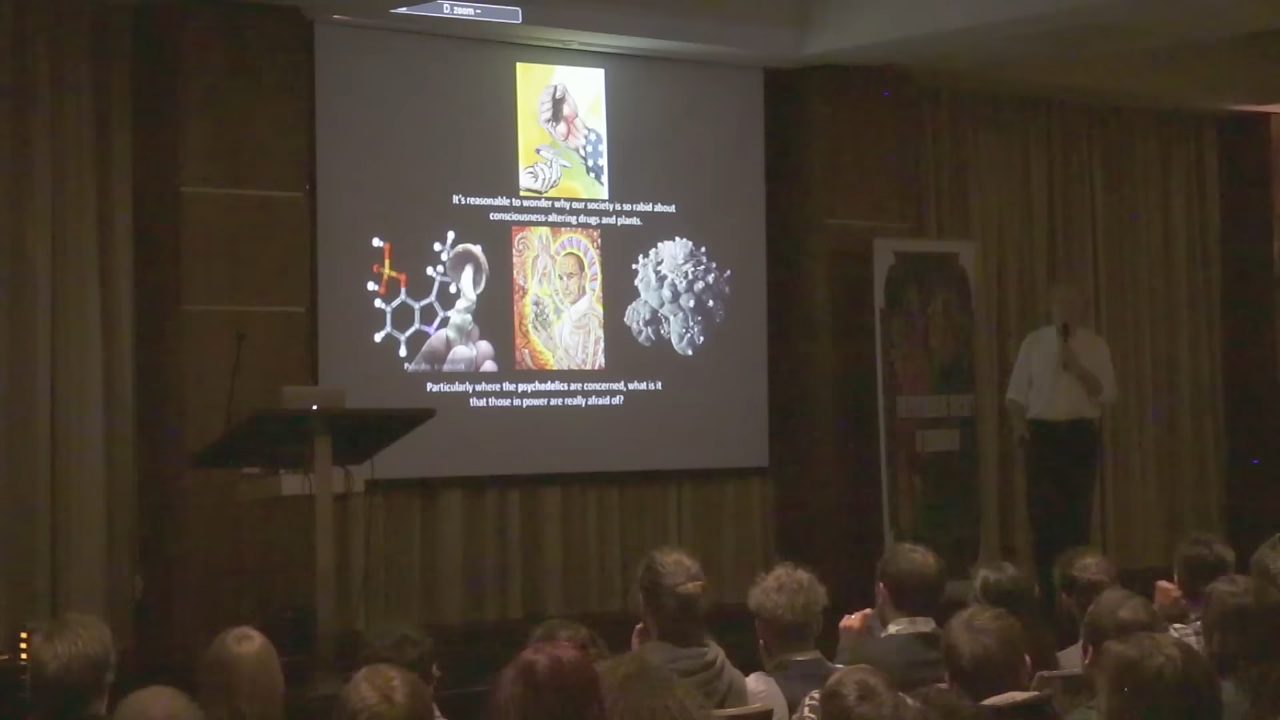 D. zoom −
It's reasonable to wonder why our society is so rabid about
consciousness-altering drugs and plants.
Particularly where the psychedelics are concerned, what is it
that those in power are really afraid of?